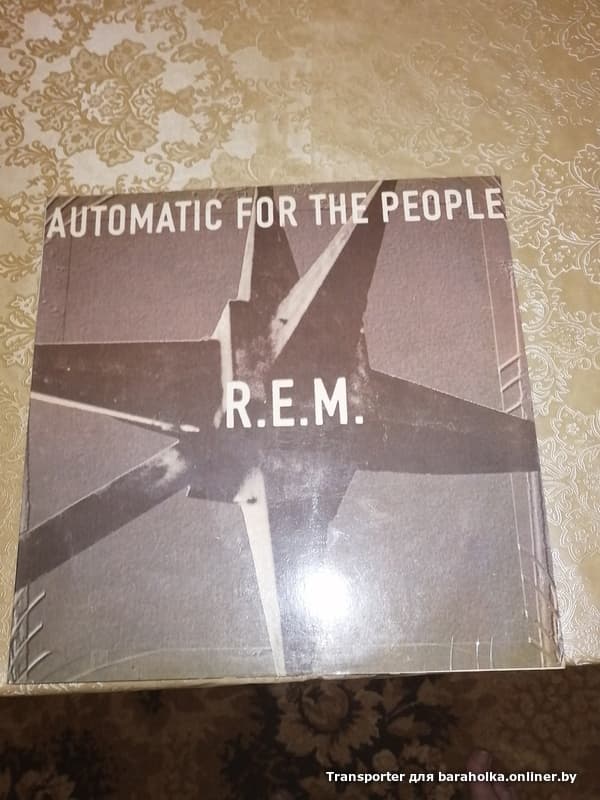 AUTOMATIC FOR THE PEOPLE
R.E.M.
Transporter для baraholka.onliner.by